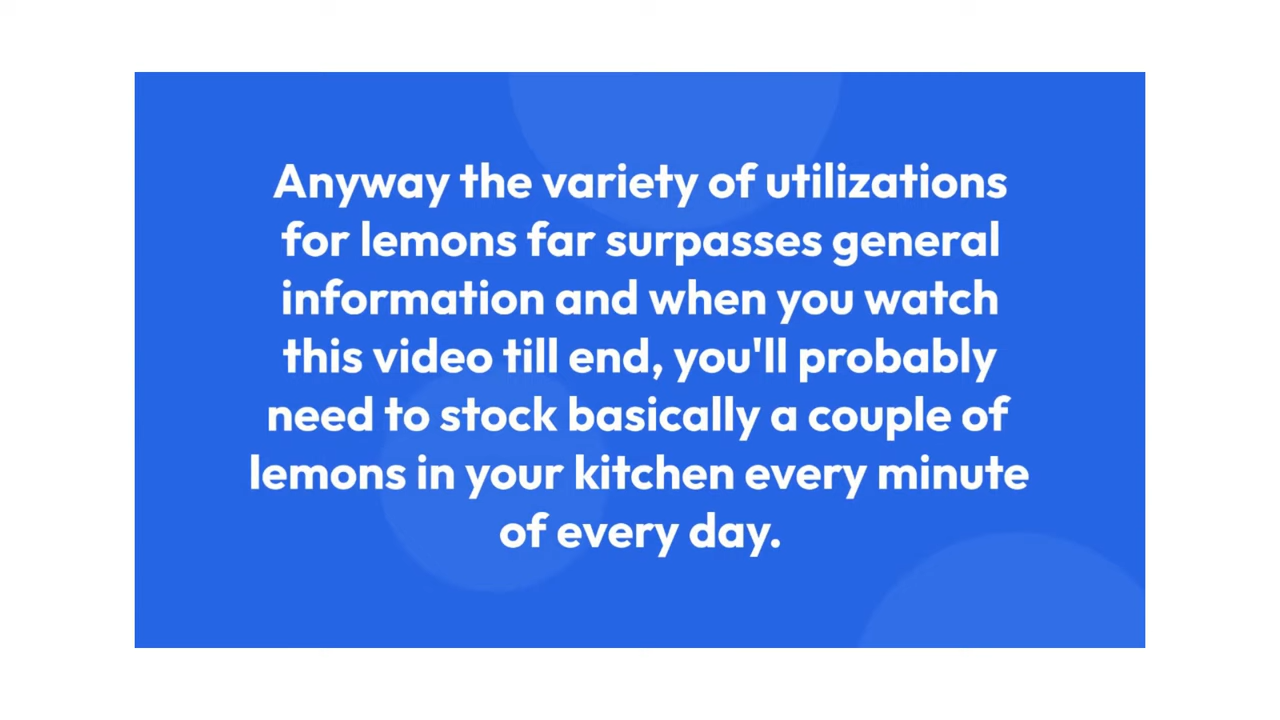 Anyway the variety of utilizations
for lemons far surpasses general
information and when you watch
this video till end, you'll probably
need to stock basically a couple of
lemons in your kitchen every minute
of every day.